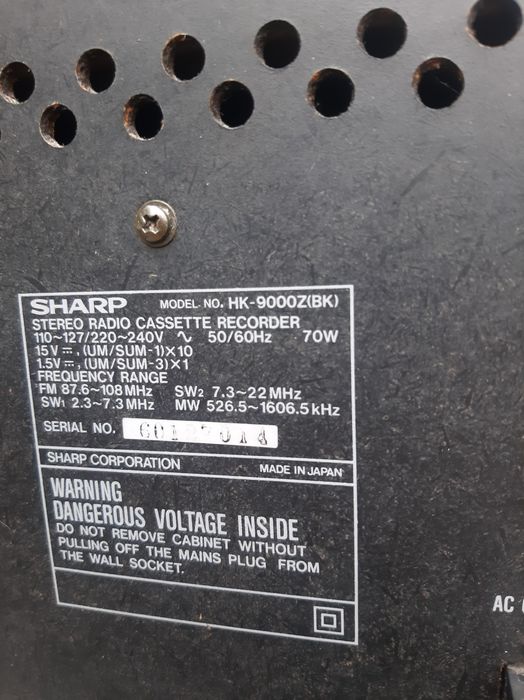 SHARP MODEL NO. HK-9000Z(BK)
STEREO RADIO CASSETTE RECORDER
110~127/220~240V ∿ 50/60Hz 70W
15V ⎓, (UM/SUM-1)×10
1.5V ⎓, (UM/SUM-3)×1
FREQUENCY RANGE
FM 87.6~108MHz SW2 7.3~22MHz
SW1 2.3~7.3MHz MW 526.5~1606.5kHz
SERIAL NO.
SHARP CORPORATION MADE IN JAPAN
WARNING
DANGEROUS VOLTAGE INSIDE
DO NOT REMOVE CABINET WITHOUT
PULLING OFF THE MAINS PLUG FROM
THE WALL SOCKET.
AC